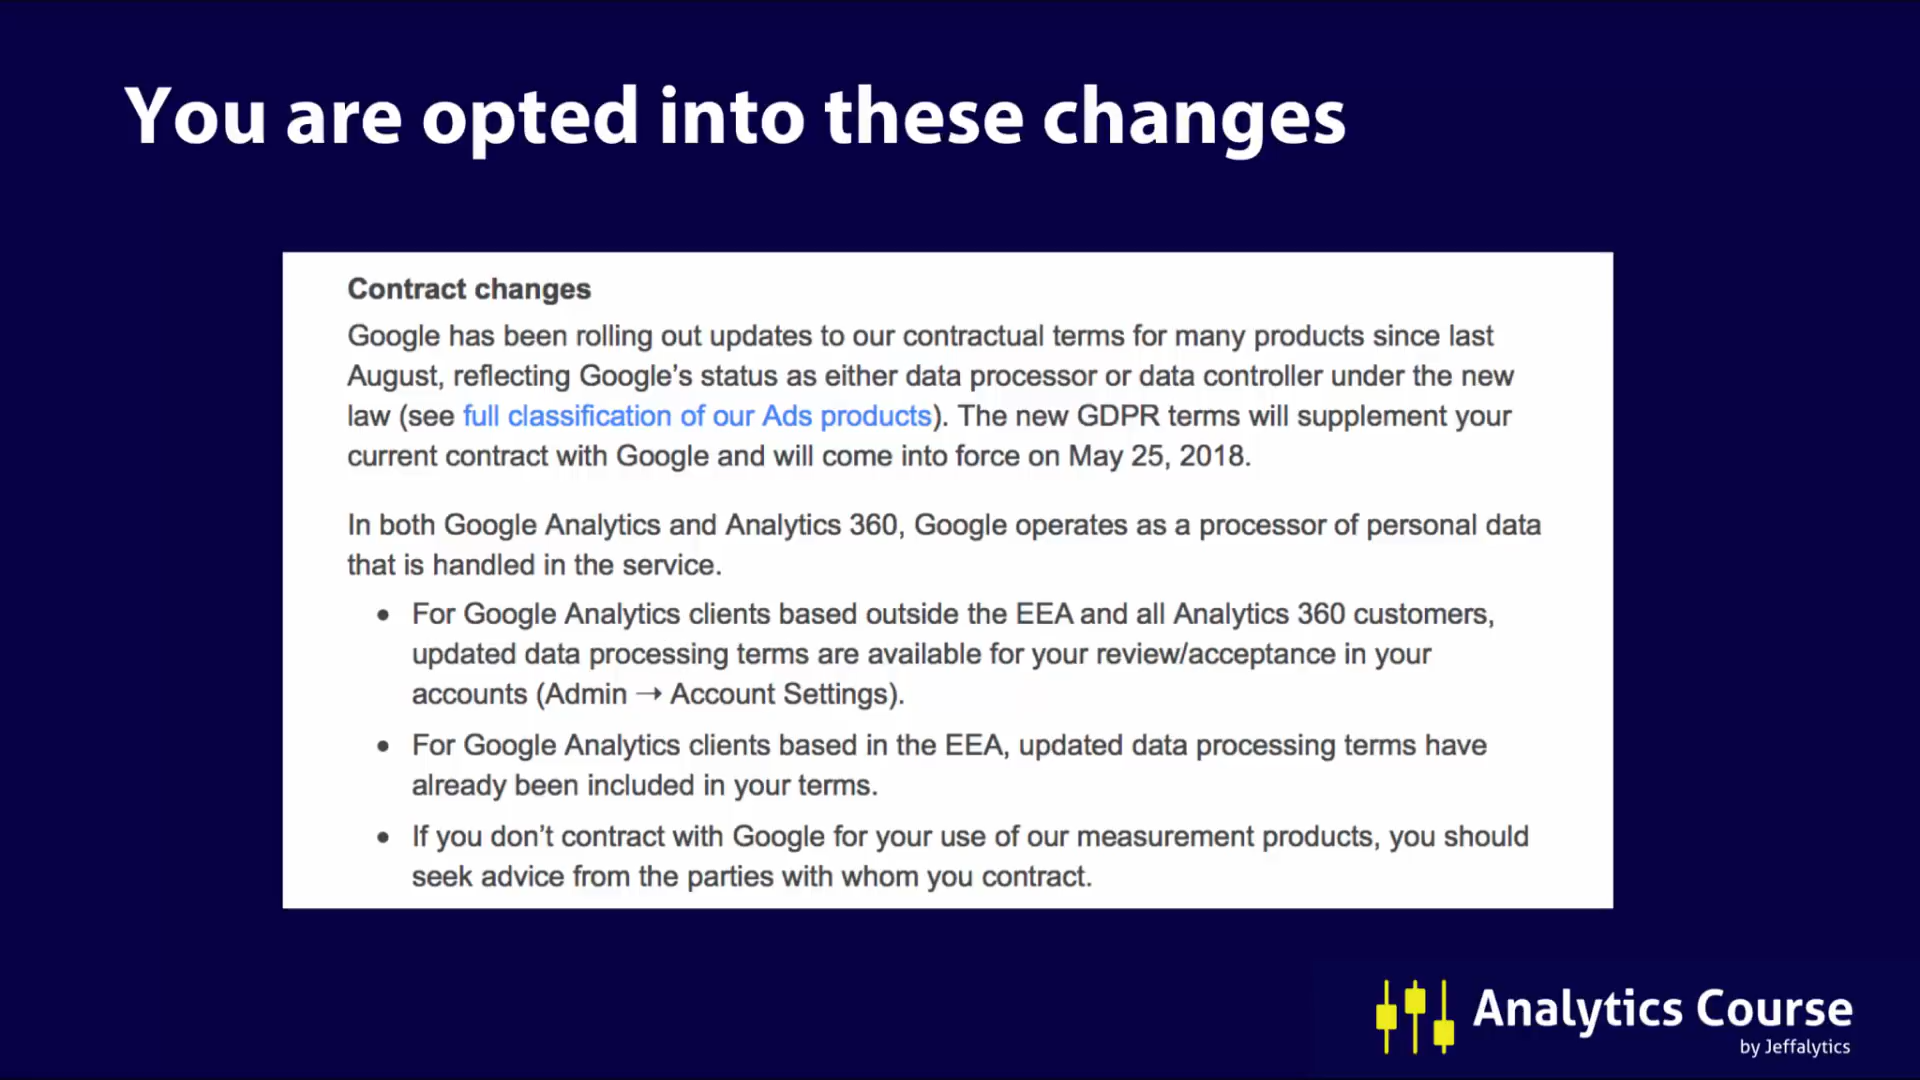 You are opted into these changes
Contract changes
Google has been rolling out updates to our contractual terms for many products since last
August, reflecting Google’s status as either data processor or data controller under the new
law (see full classification of our Ads products). The new GDPR terms will supplement your
current contract with Google and will come into force on May 25, 2018.
In both Google Analytics and Analytics 360, Google operates as a processor of personal data
that is handled in the service.
• For Google Analytics clients based outside the EEA and all Analytics 360 customers,
updated data processing terms are available for your review/acceptance in your
accounts (Admin → Account Settings).
• For Google Analytics clients based in the EEA, updated data processing terms have
already been included in your terms.
• If you don’t contract with Google for your use of our measurement products, you should
seek advice from the parties with whom you contract.
Analytics Course
by Jeffalytics